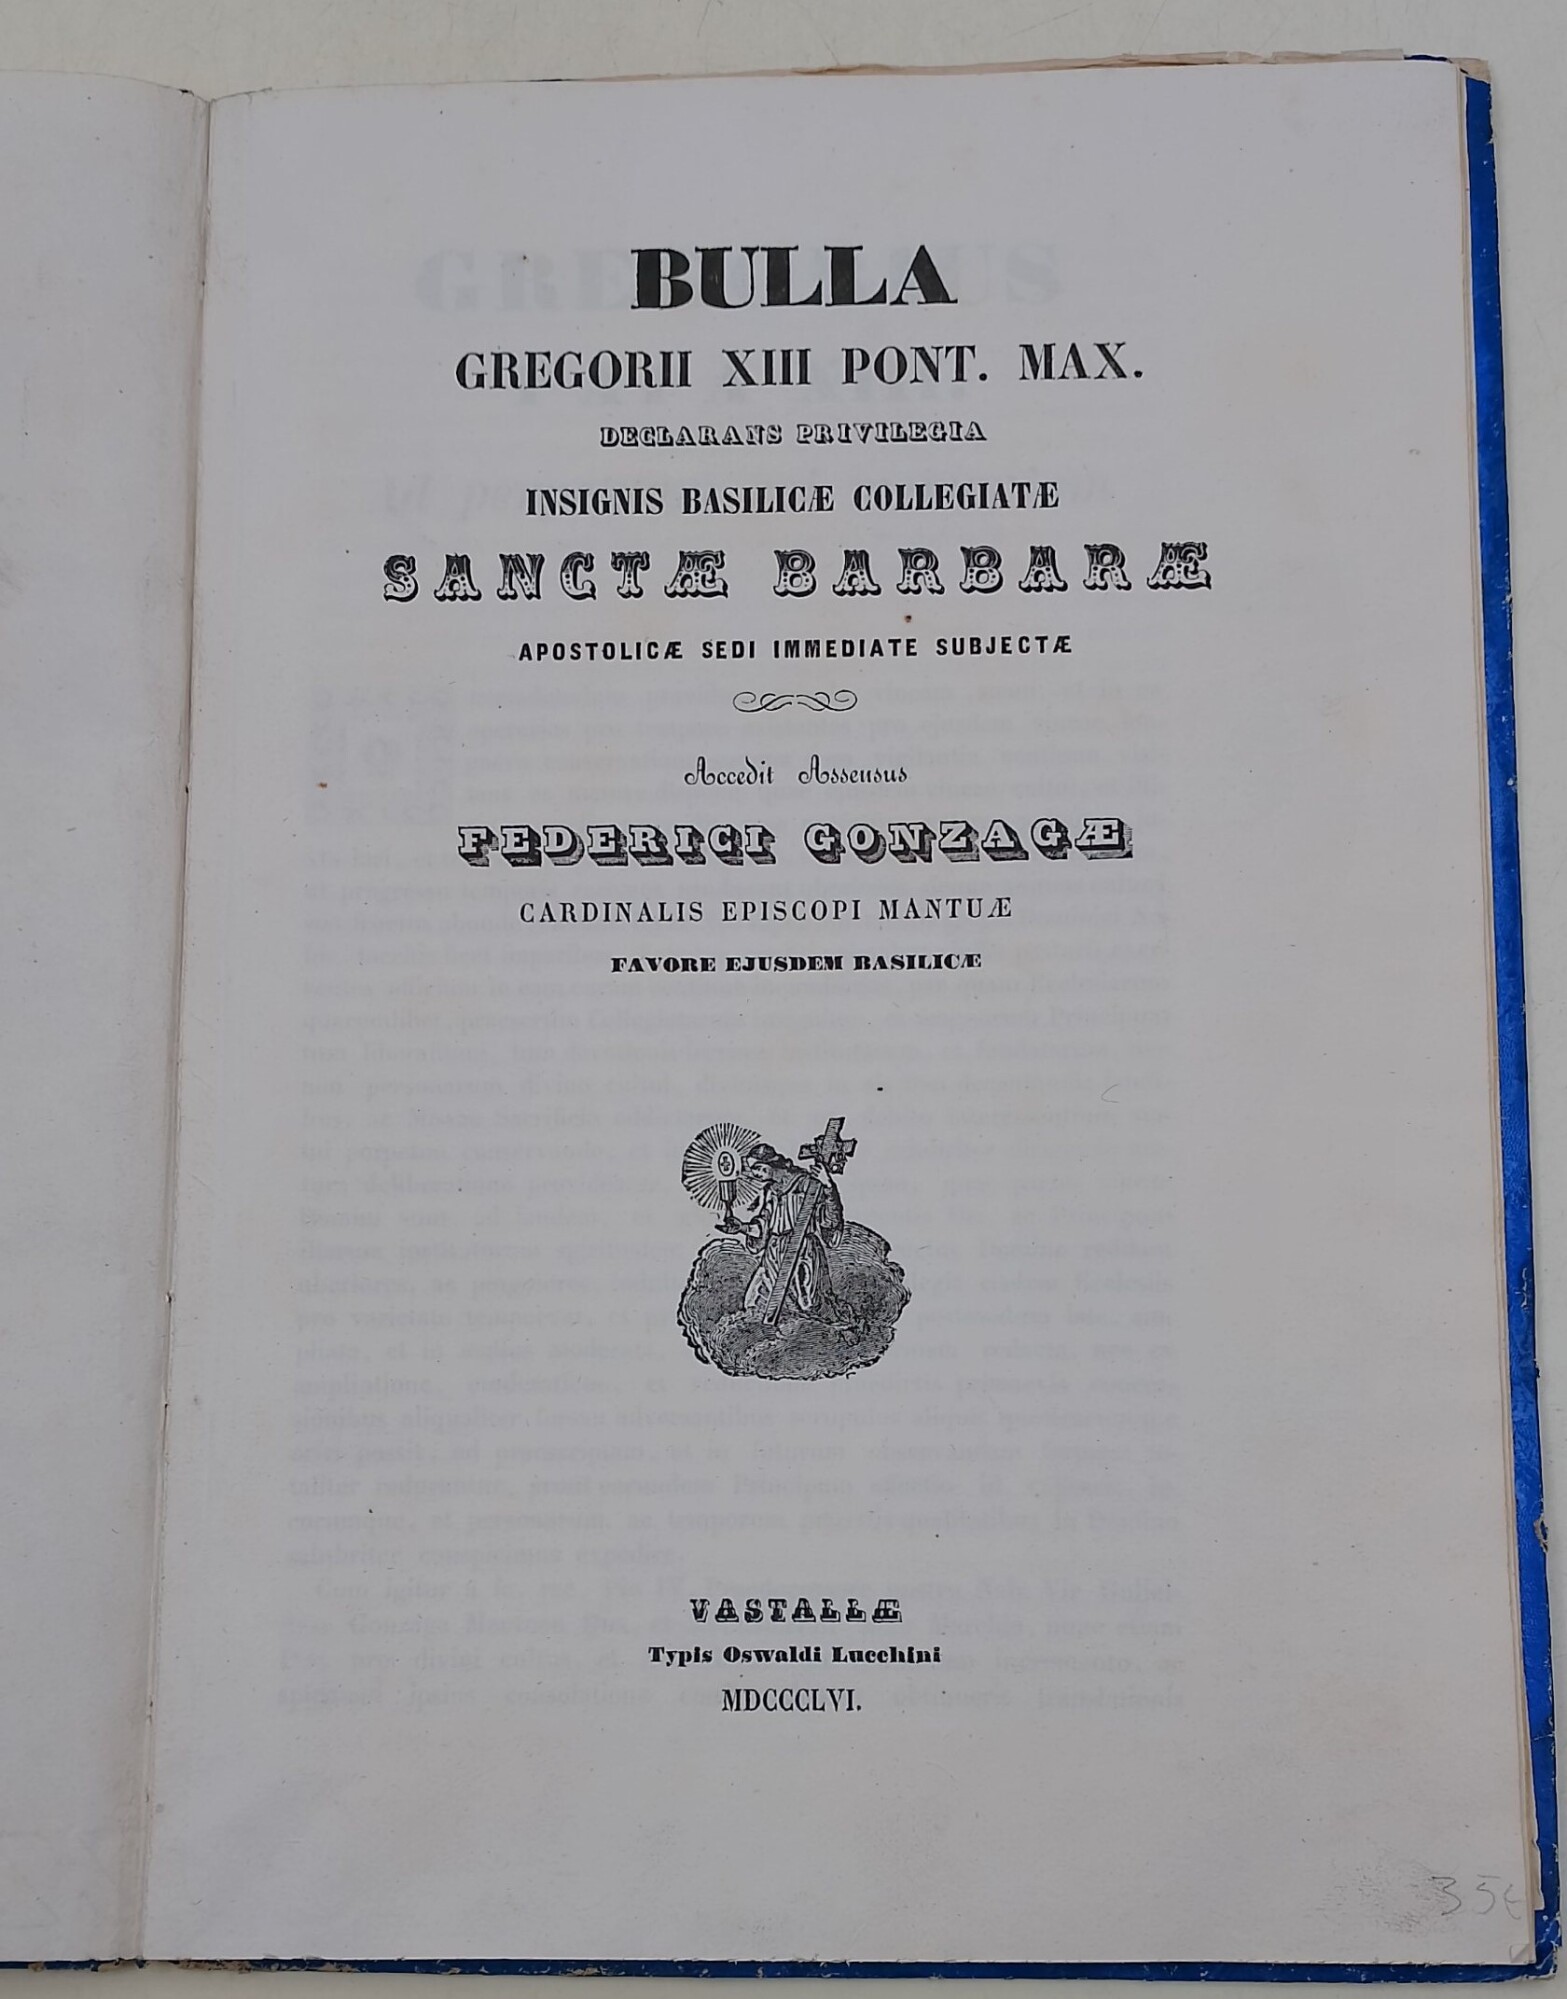 BULLA
GREGORII XIII PONT. MAX.
DECLARANS PRIVILEGIA
INSIGNIS BASILICÆ COLLEGIATÆ
SANCTÆ BARBARÆ
APOSTOLICÆ SEDI IMMEDIATE SUBJECTÆ
Accedit Assensus
FEDERICI GONZAGÆ
CARDINALIS EPISCOPI MANTUÆ
FAVORE EJUSDEM BASILICÆ
VASTALLÆ
Typis Oswaldi Lucchini
MDCCCLVI.
35€